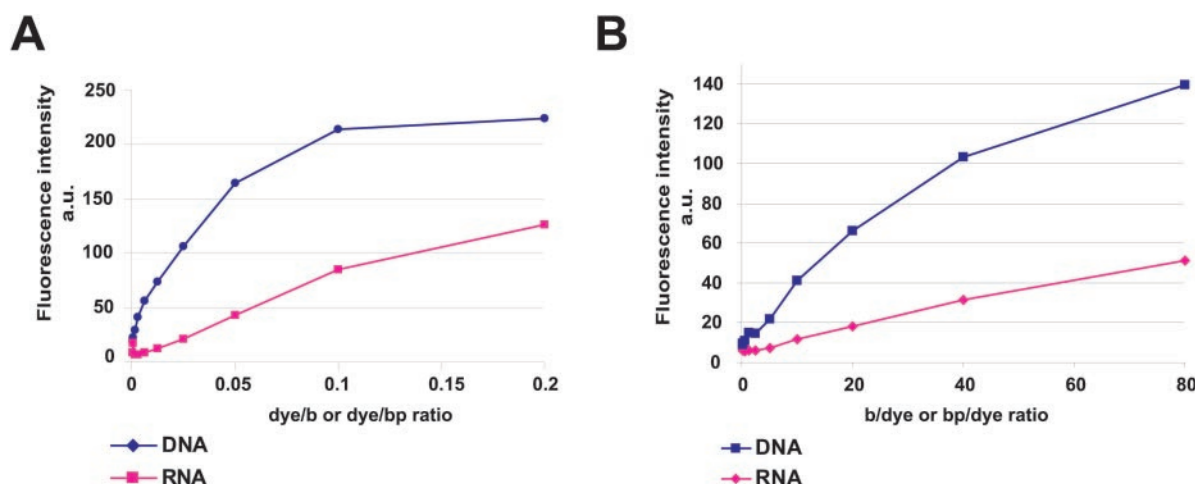 A
Fluorescence intensity
a.u.
250
200
150
100
50
0
0
0.05
0.1
0.15
0.2
dye/b or dye/bp ratio
DNA
RNA
B
Fluorescence intensity
a.u.
140
120
100
80
60
40
20
0
0
20
40
60
80
b/dye or bp/dye ratio
DNA
RNA